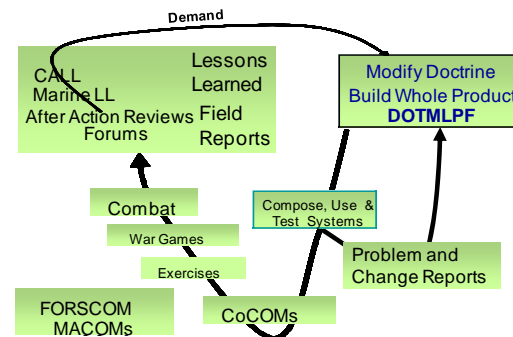 Demand
CALL
Marine LL
After Action Reviews
Forums
Lessons
Learned
Field
Reports
Modify Doctrine
Build Whole Product
DOTMLPF
Combat
War Games
Exercises
Compose, Use &
Test Systems
Problem and
Change Reports
CoCOMs
FORSCOM
MACOMs